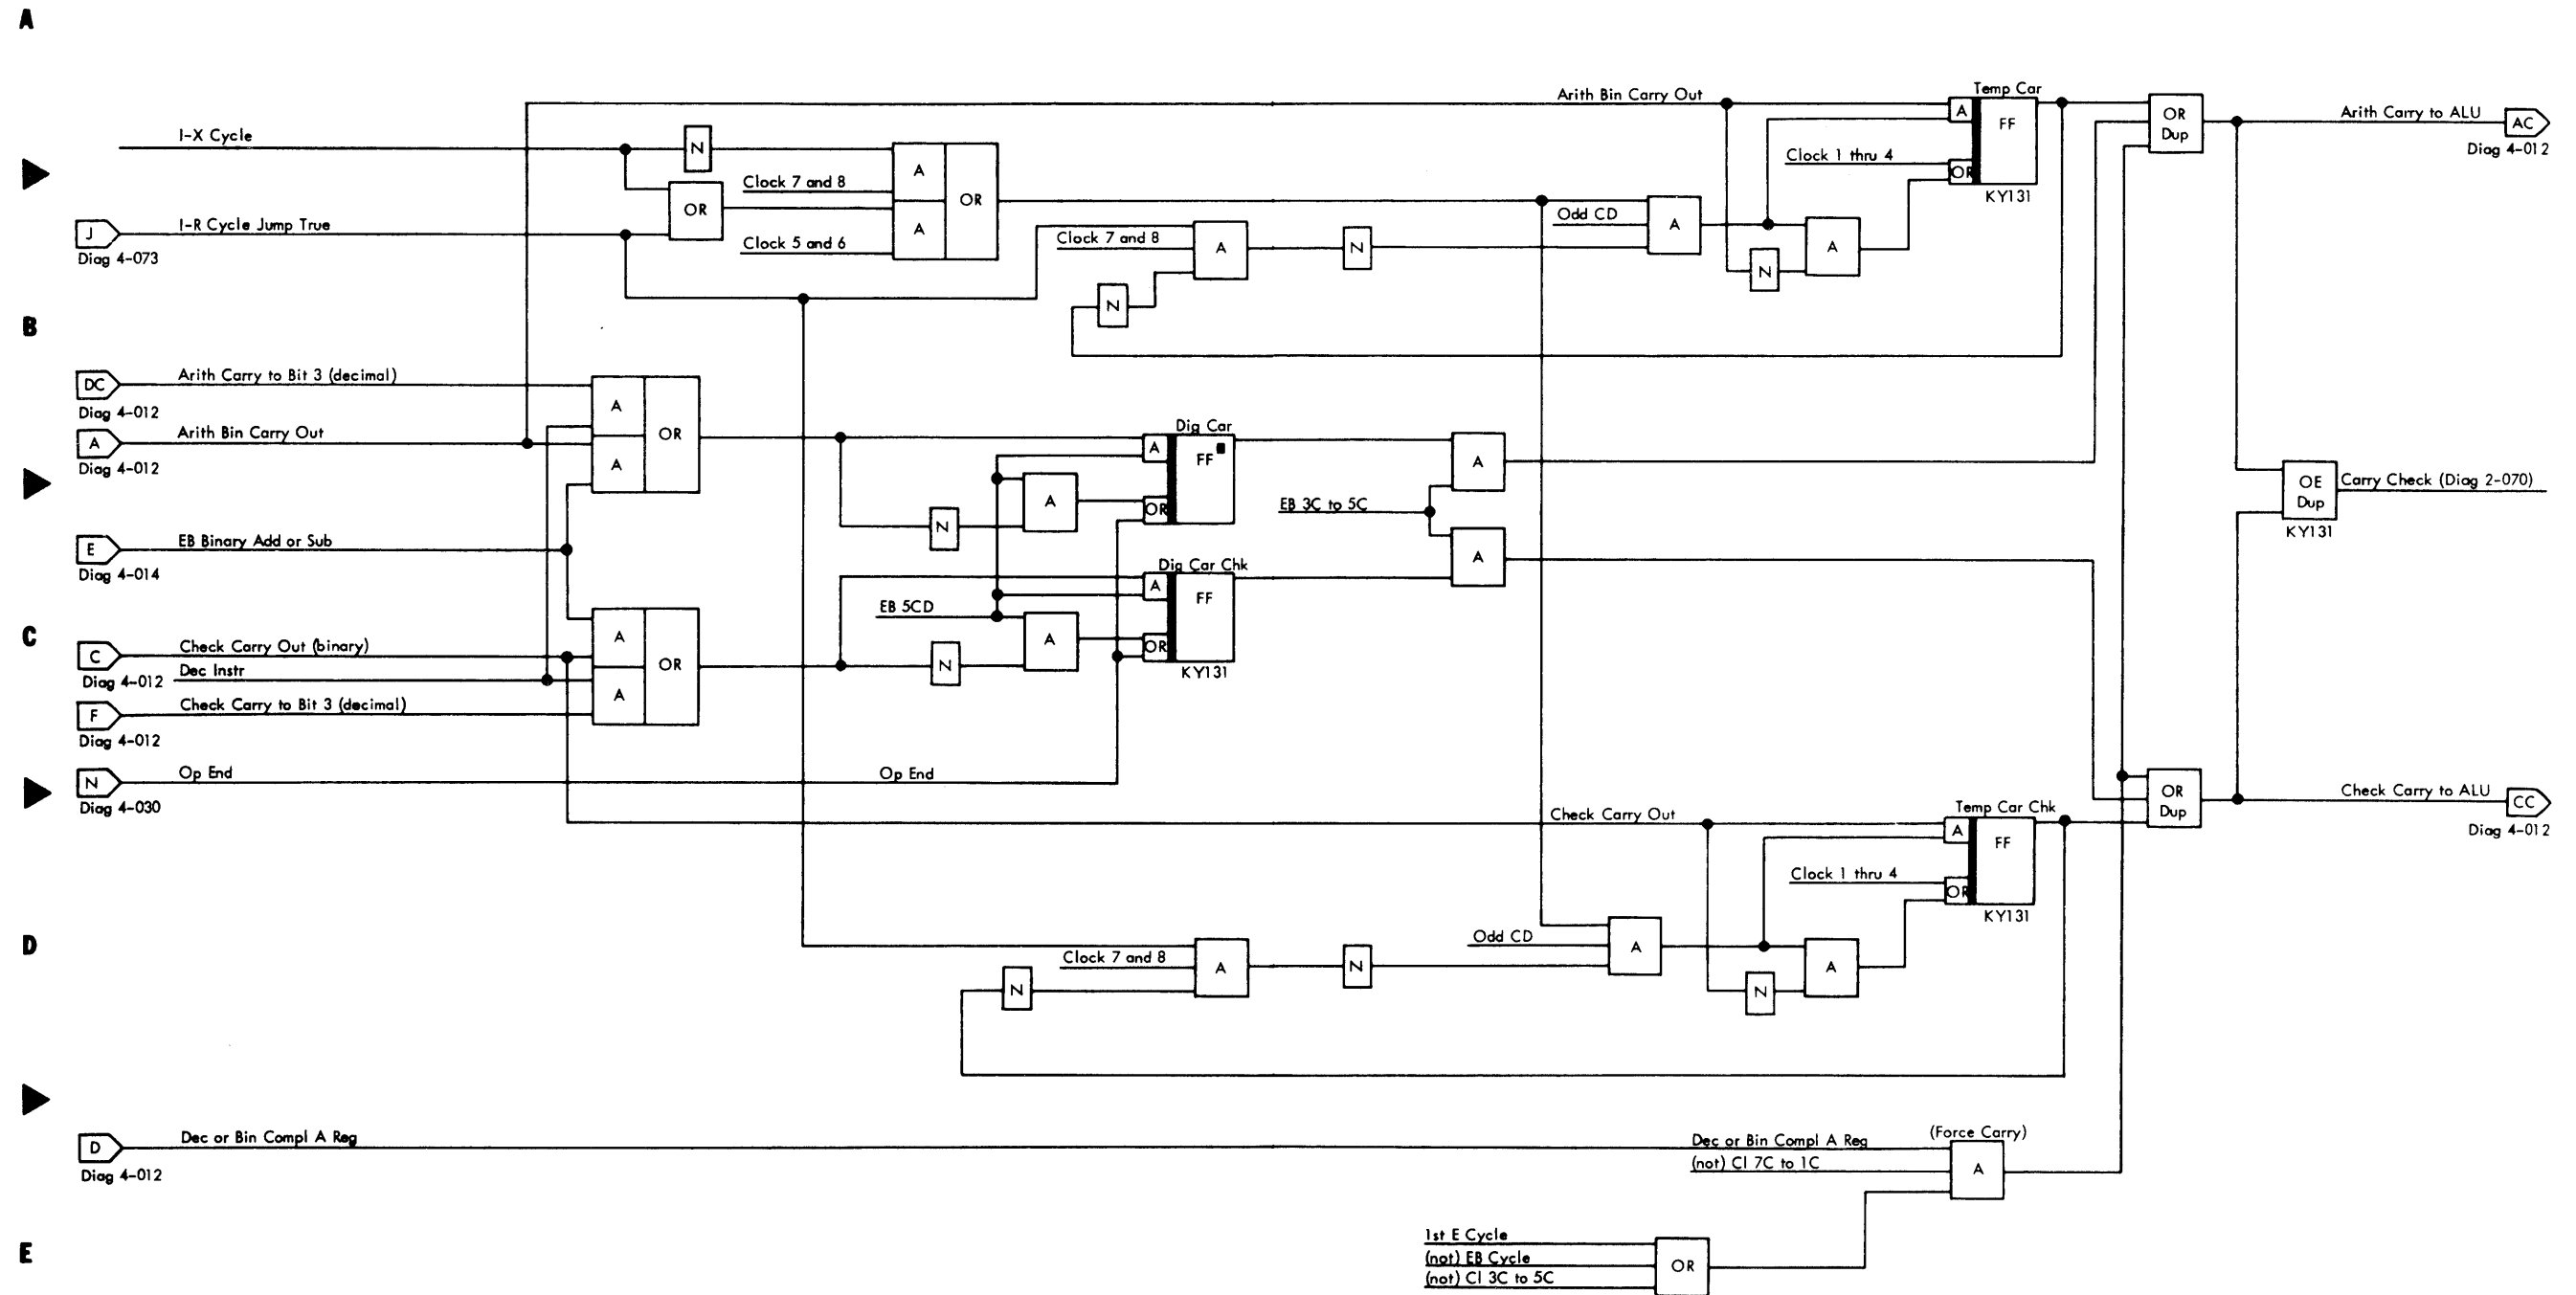 A
Temp Car
Arith Bin Carry Out
A
FF
OR
Dup
Arith Carry to ALU
AC
Diag 4-012
I-X Cycle
N
A
Clock 7 and 8
OR
OR
A
Clock 5 and 6
Clock 1 thru 4
OR
KY131
J
I-R Cycle Jump True
Diag 4-073
Clock 7 and 8
A
N
Odd CD
A
A
N
N
B
DC
Arith Carry to Bit 3 (decimal)
Diag 4-012
A
OR
A
A
Arith Bin Carry Out
Diag 4-012
Dig Car
A
FF
A
OR
N
A
EB 3C to 5C
OE
Dup
Carry Check (Diag 2-070)
KY131
E
EB Binary Add or Sub
Diag 4-014
A
Dig Car Chk
A
FF
EB 5CD
A
OR
N
KY131
C
C
Check Carry Out (binary)
Diag 4-012
Dec Instr
A
OR
A
F
Check Carry to Bit 3 (decimal)
Diag 4-012
N
Op End
Op End
Diag 4-030
OR
Dup
Check Carry to ALU
CC
Diag 4-012
Temp Car Chk
Check Carry Out
A
FF
Clock 1 thru 4
OR
KY131
D
Odd CD
A
Clock 7 and 8
A
N
A
N
N
D
Dec or Bin Compl A Reg
Diag 4-012
Dec or Bin Compl A Reg
(Force Carry)
(not) CI 7C to 1C
A
E
1st E Cycle
(not) EB Cycle
OR
(not) CI 3C to 5C